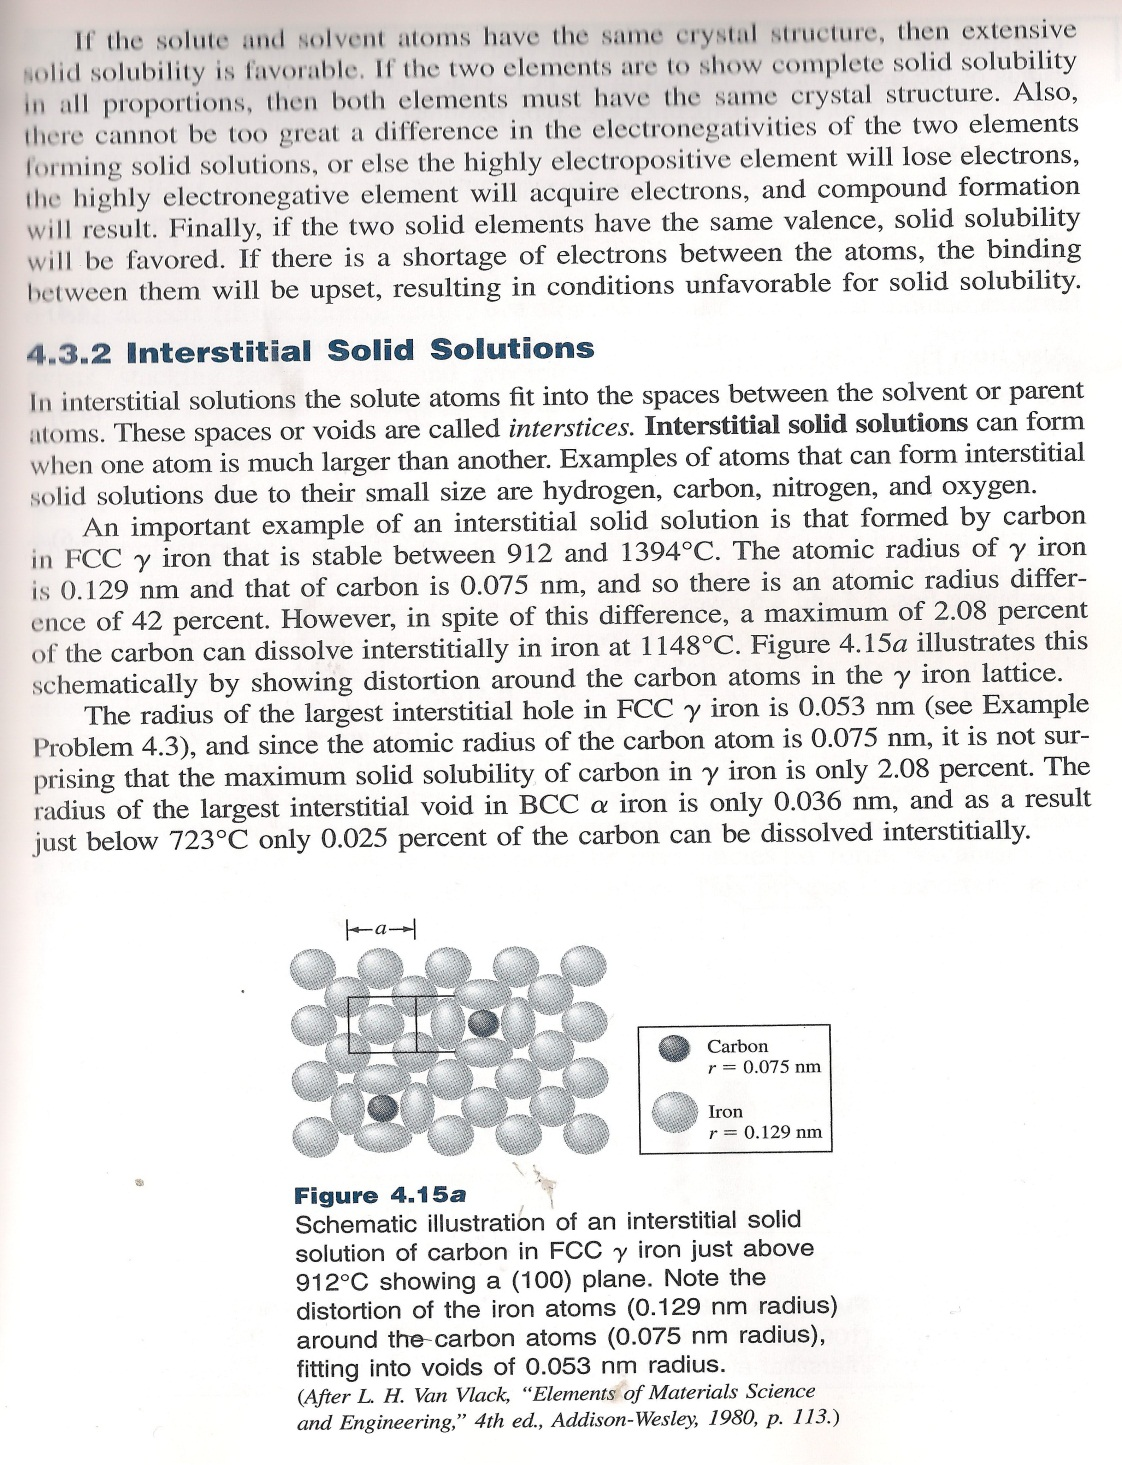 If the solute and solvent atoms have the same crystal structure, then extensive
solid solubility is favorable. If the two elements are to show complete solid solubility
in all proportions, then both elements must have the same crystal structure. Also,
there cannot be too great a difference in the electronegativities of the two elements
forming solid solutions, or else the highly electropositive element will lose electrons,
the highly electronegative element will acquire electrons, and compound formation
will result. Finally, if the two solid elements have the same valence, solid solubility
will be favored. If there is a shortage of electrons between the atoms, the binding
between them will be upset, resulting in conditions unfavorable for solid solubility.
4.3.2 Interstitial Solid Solutions
In interstitial solutions the solute atoms fit into the spaces between the solvent or parent
atoms. These spaces or voids are called interstices. Interstitial solid solutions can form
when one atom is much larger than another. Examples of atoms that can form interstitial
solid solutions due to their small size are hydrogen, carbon, nitrogen, and oxygen.
An important example of an interstitial solid solution is that formed by carbon
in FCC γ iron that is stable between 912 and 1394°C. The atomic radius of γ iron
is 0.129 nm and that of carbon is 0.075 nm, and so there is an atomic radius differ-
ence of 42 percent. However, in spite of this difference, a maximum of 2.08 percent
of the carbon can dissolve interstitially in iron at 1148°C. Figure 4.15a illustrates this
schematically by showing distortion around the carbon atoms in the γ iron lattice.
The radius of the largest interstitial hole in FCC γ iron is 0.053 nm (see Example
Problem 4.3), and since the atomic radius of the carbon atom is 0.075 nm, it is not sur-
prising that the maximum solid solubility of carbon in γ iron is only 2.08 percent. The
radius of the largest interstitial void in BCC α iron is only 0.036 nm, and as a result
just below 723°C only 0.025 percent of the carbon can be dissolved interstitially.
a
Carbon
r = 0.075 nm
Iron
r = 0.129 nm
Figure 4.15a
Schematic illustration of an interstitial solid
solution of carbon in FCC γ iron just above
912°C showing a (100) plane. Note the
distortion of the iron atoms (0.129 nm radius)
around the carbon atoms (0.075 nm radius),
fitting into voids of 0.053 nm radius.
(After L. H. Van Vlack, “Elements of Materials Science
and Engineering,” 4th ed., Addison-Wesley, 1980, p. 113.)